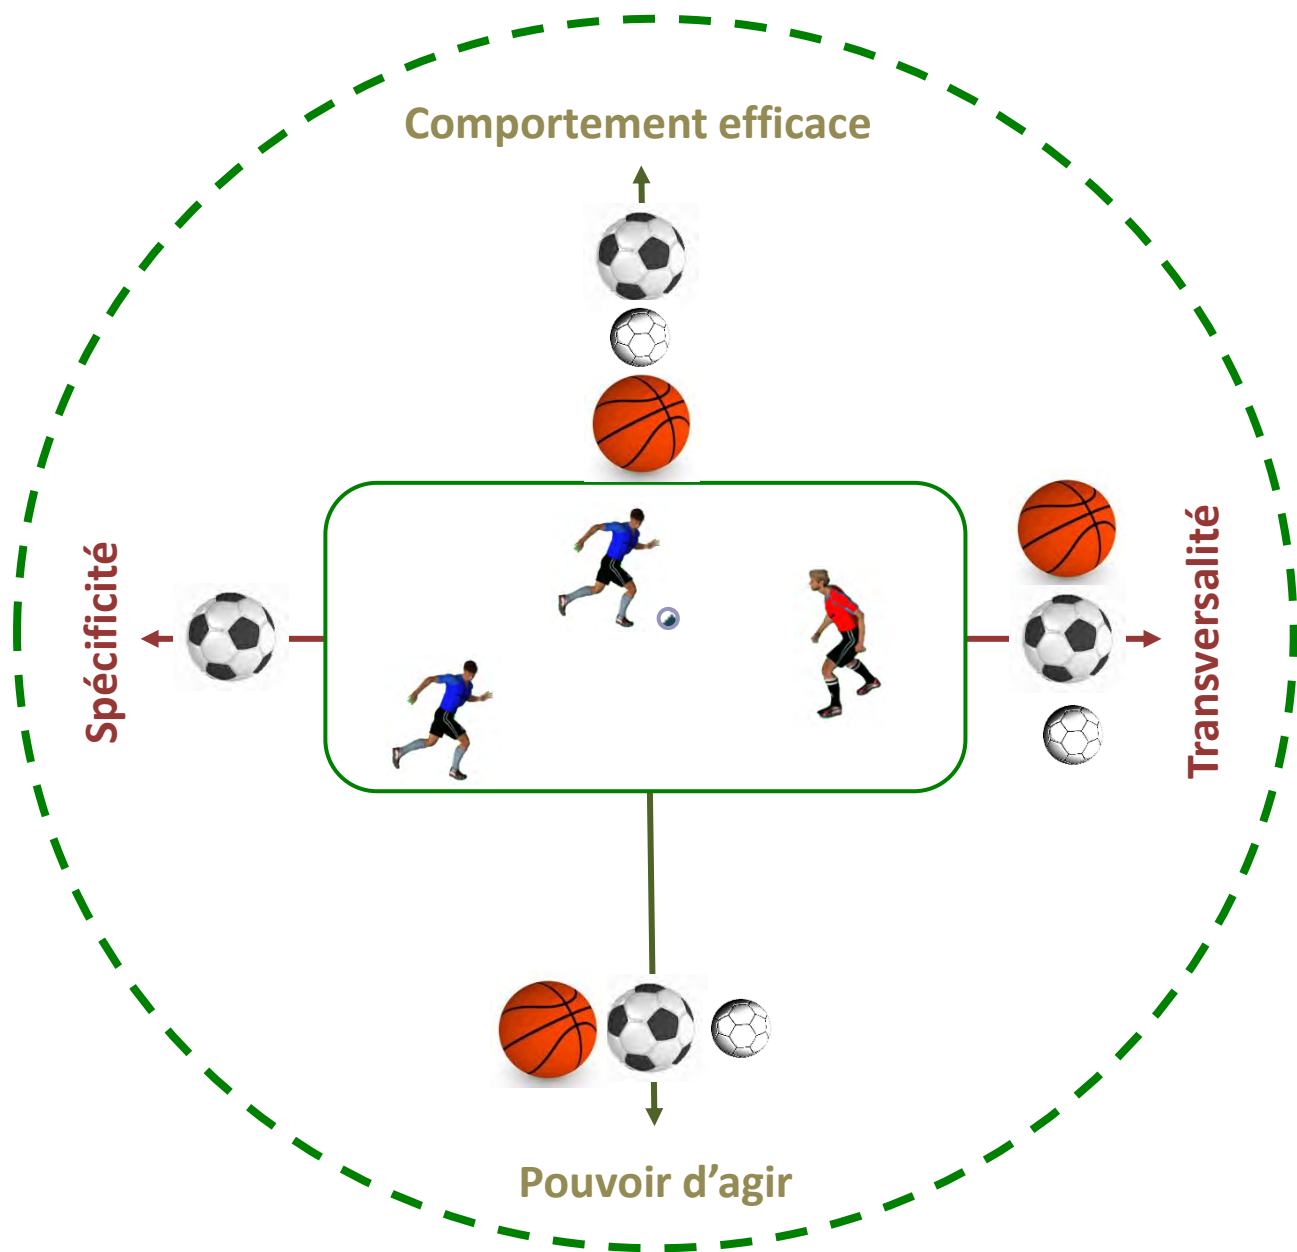 Comportement efficace
Spécificité
Transversalité
Pouvoir d’agir